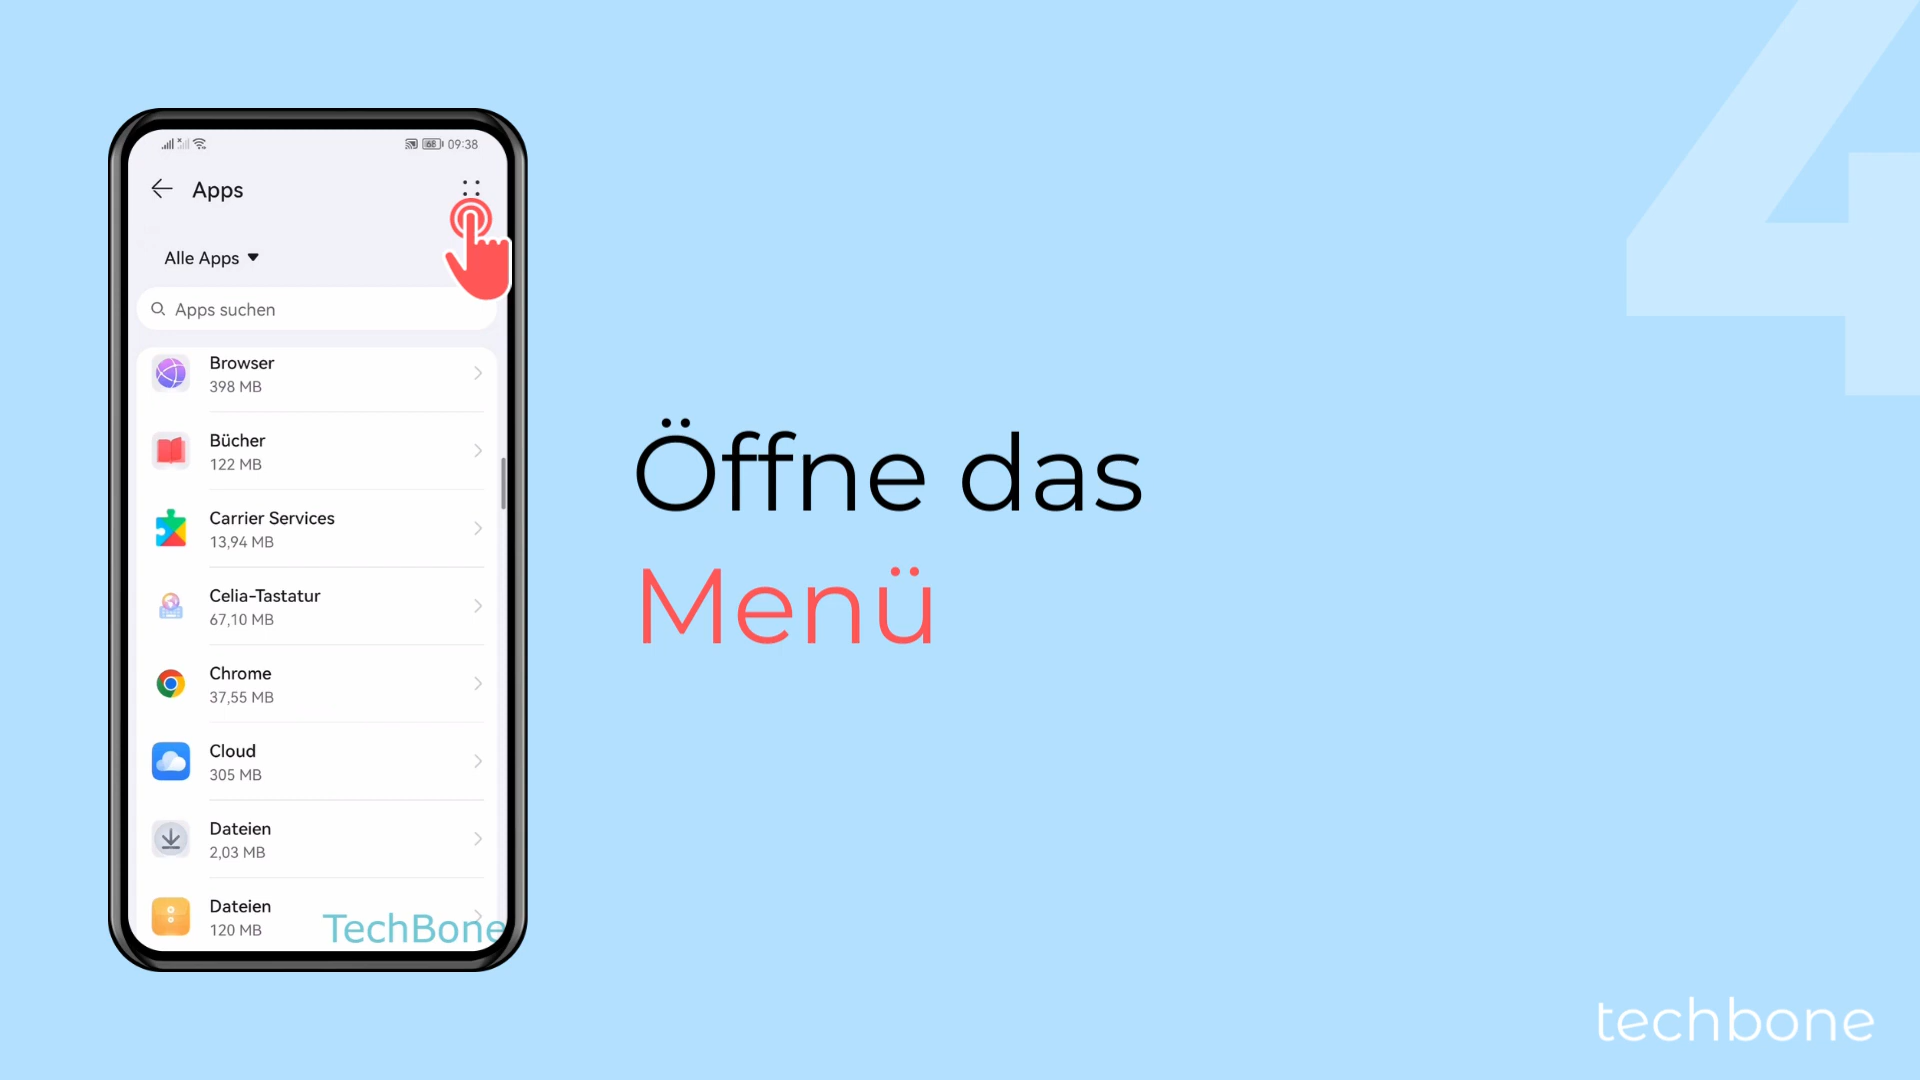 4
68 09:38
Apps
Alle Apps
Apps suchen
Browser
398 MB
Bücher
122 MB
Carrier Services
13,94 MB
Celia-Tastatur
67,10 MB
Chrome
37,55 MB
Cloud
305 MB
Dateien
2,03 MB
Dateien
120 MB
TechBone
Öffne das
Menü
techbone